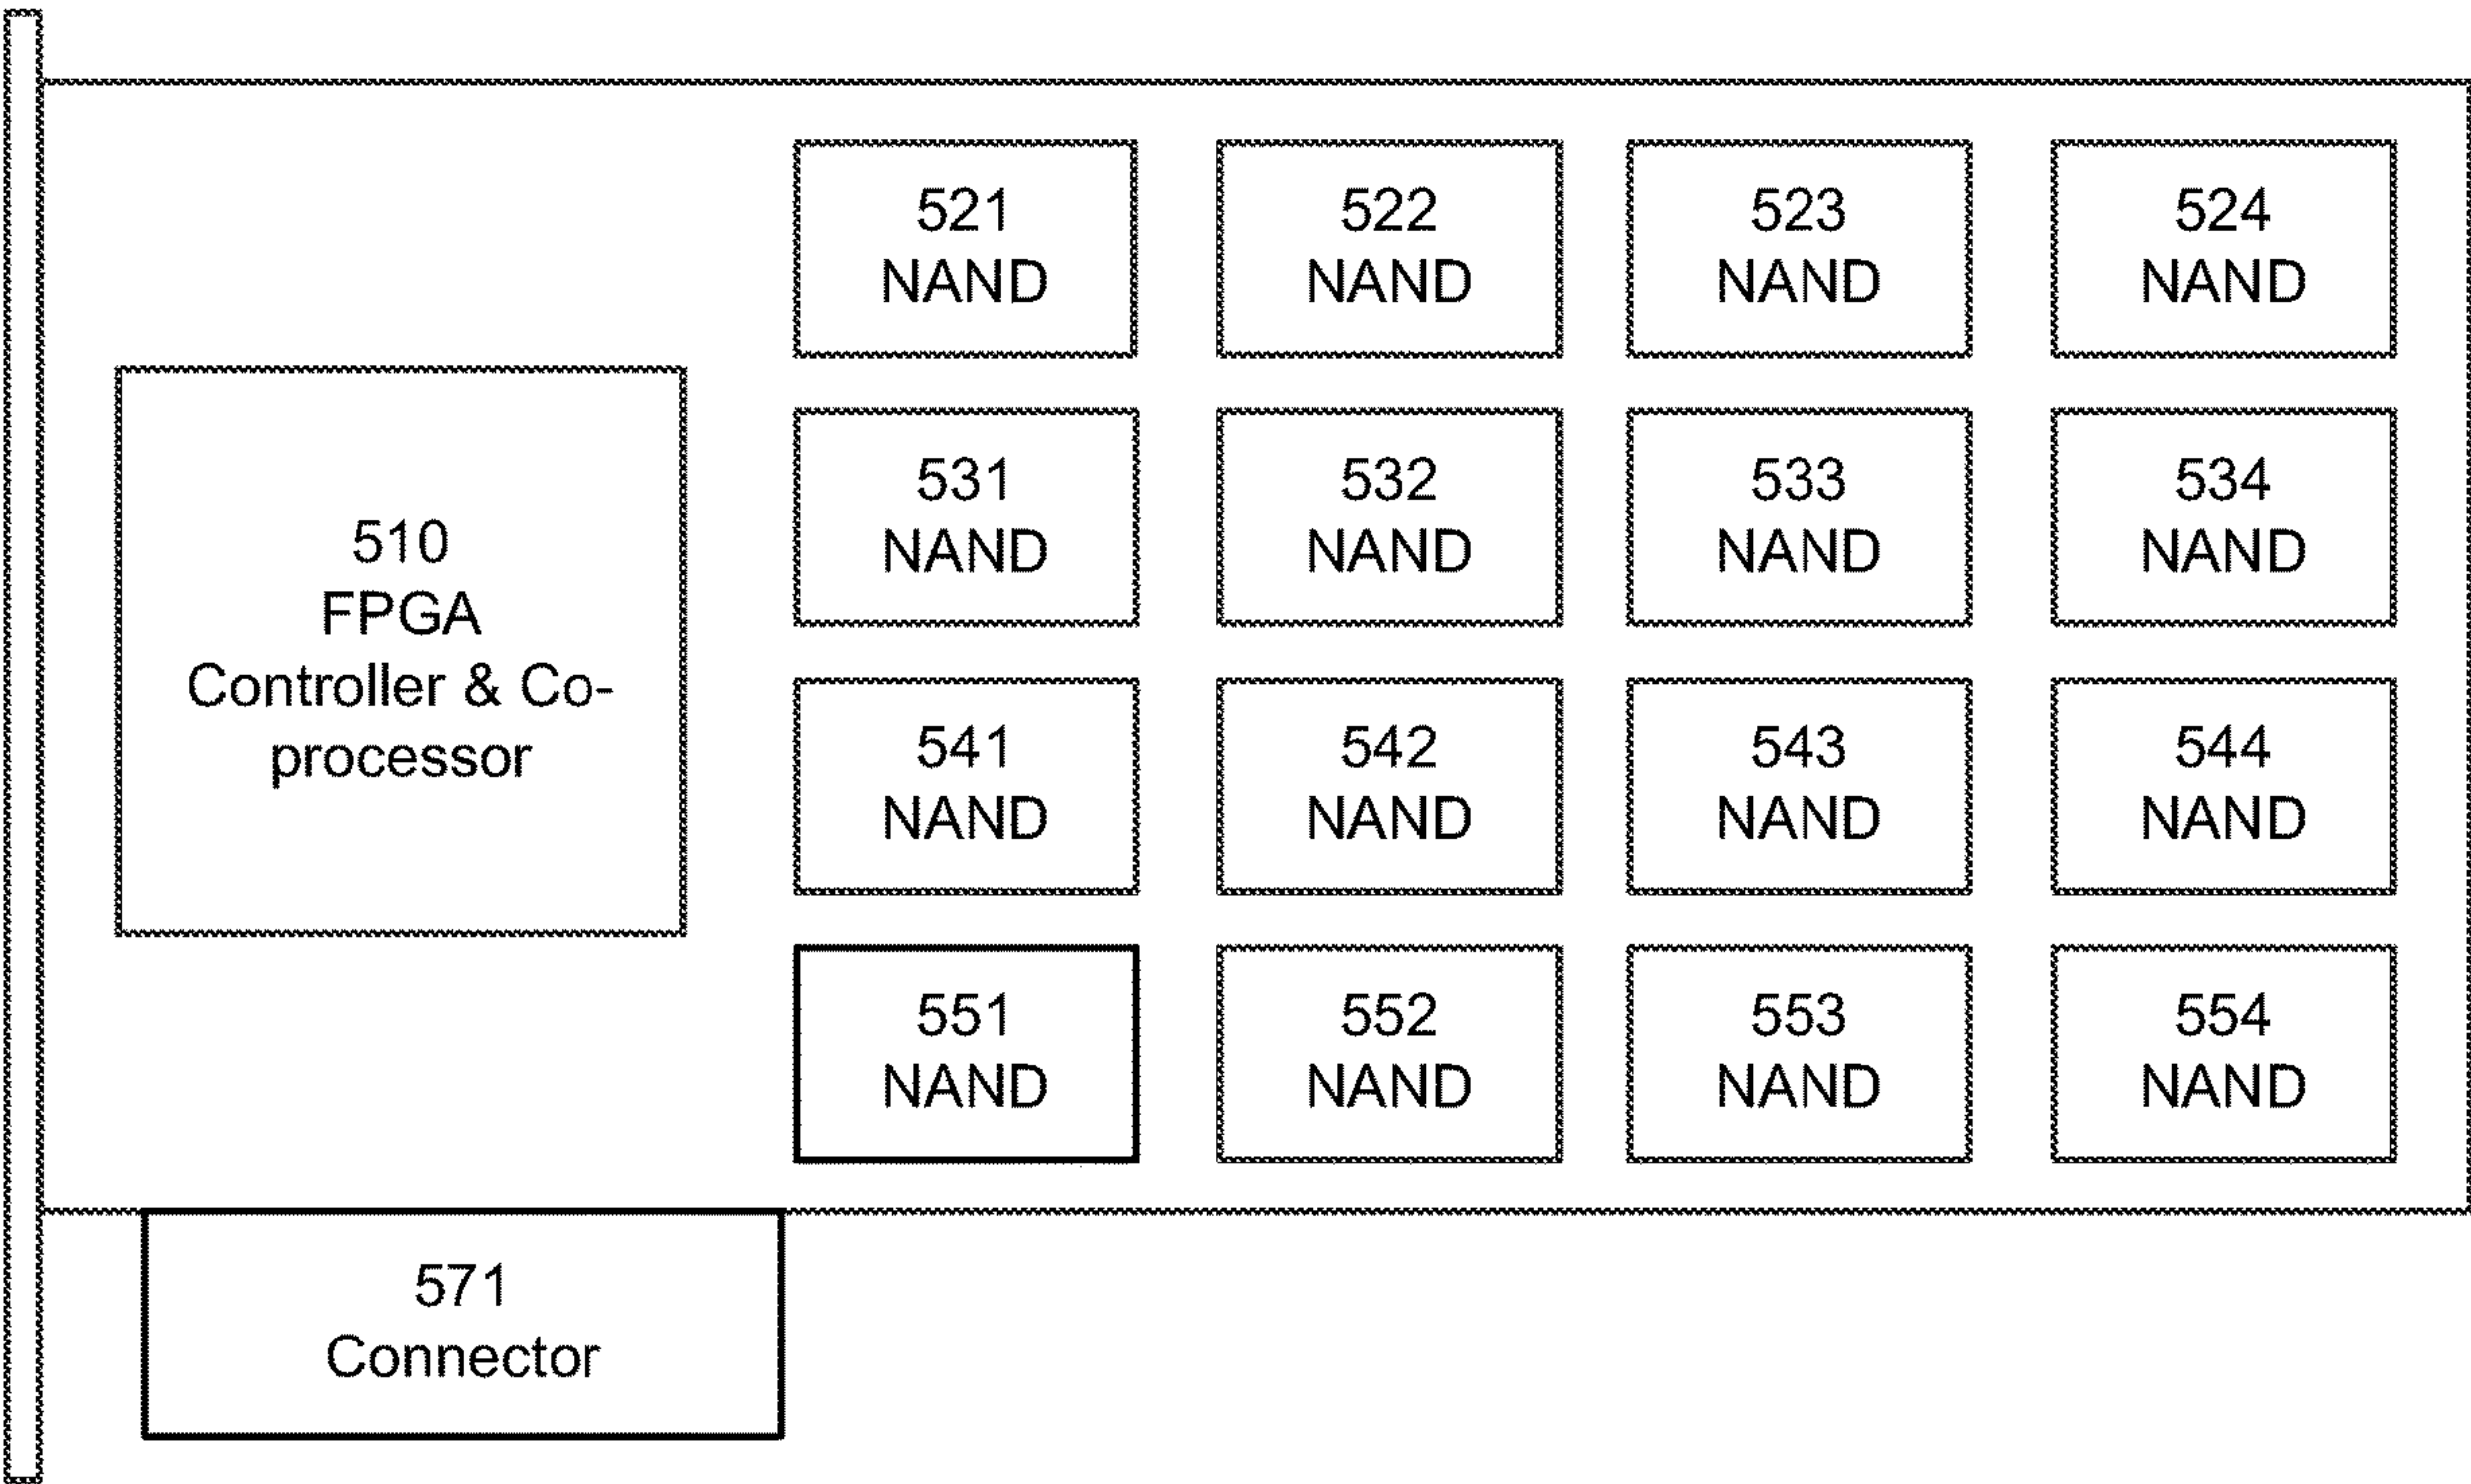 521
NAND
522
NAND
523
NAND
524
NAND
510
FPGA
Controller & Co-
processor
531
NAND
532
NAND
533
NAND
534
NAND
541
NAND
542
NAND
543
NAND
544
NAND
551
NAND
552
NAND
553
NAND
554
NAND
571
Connector